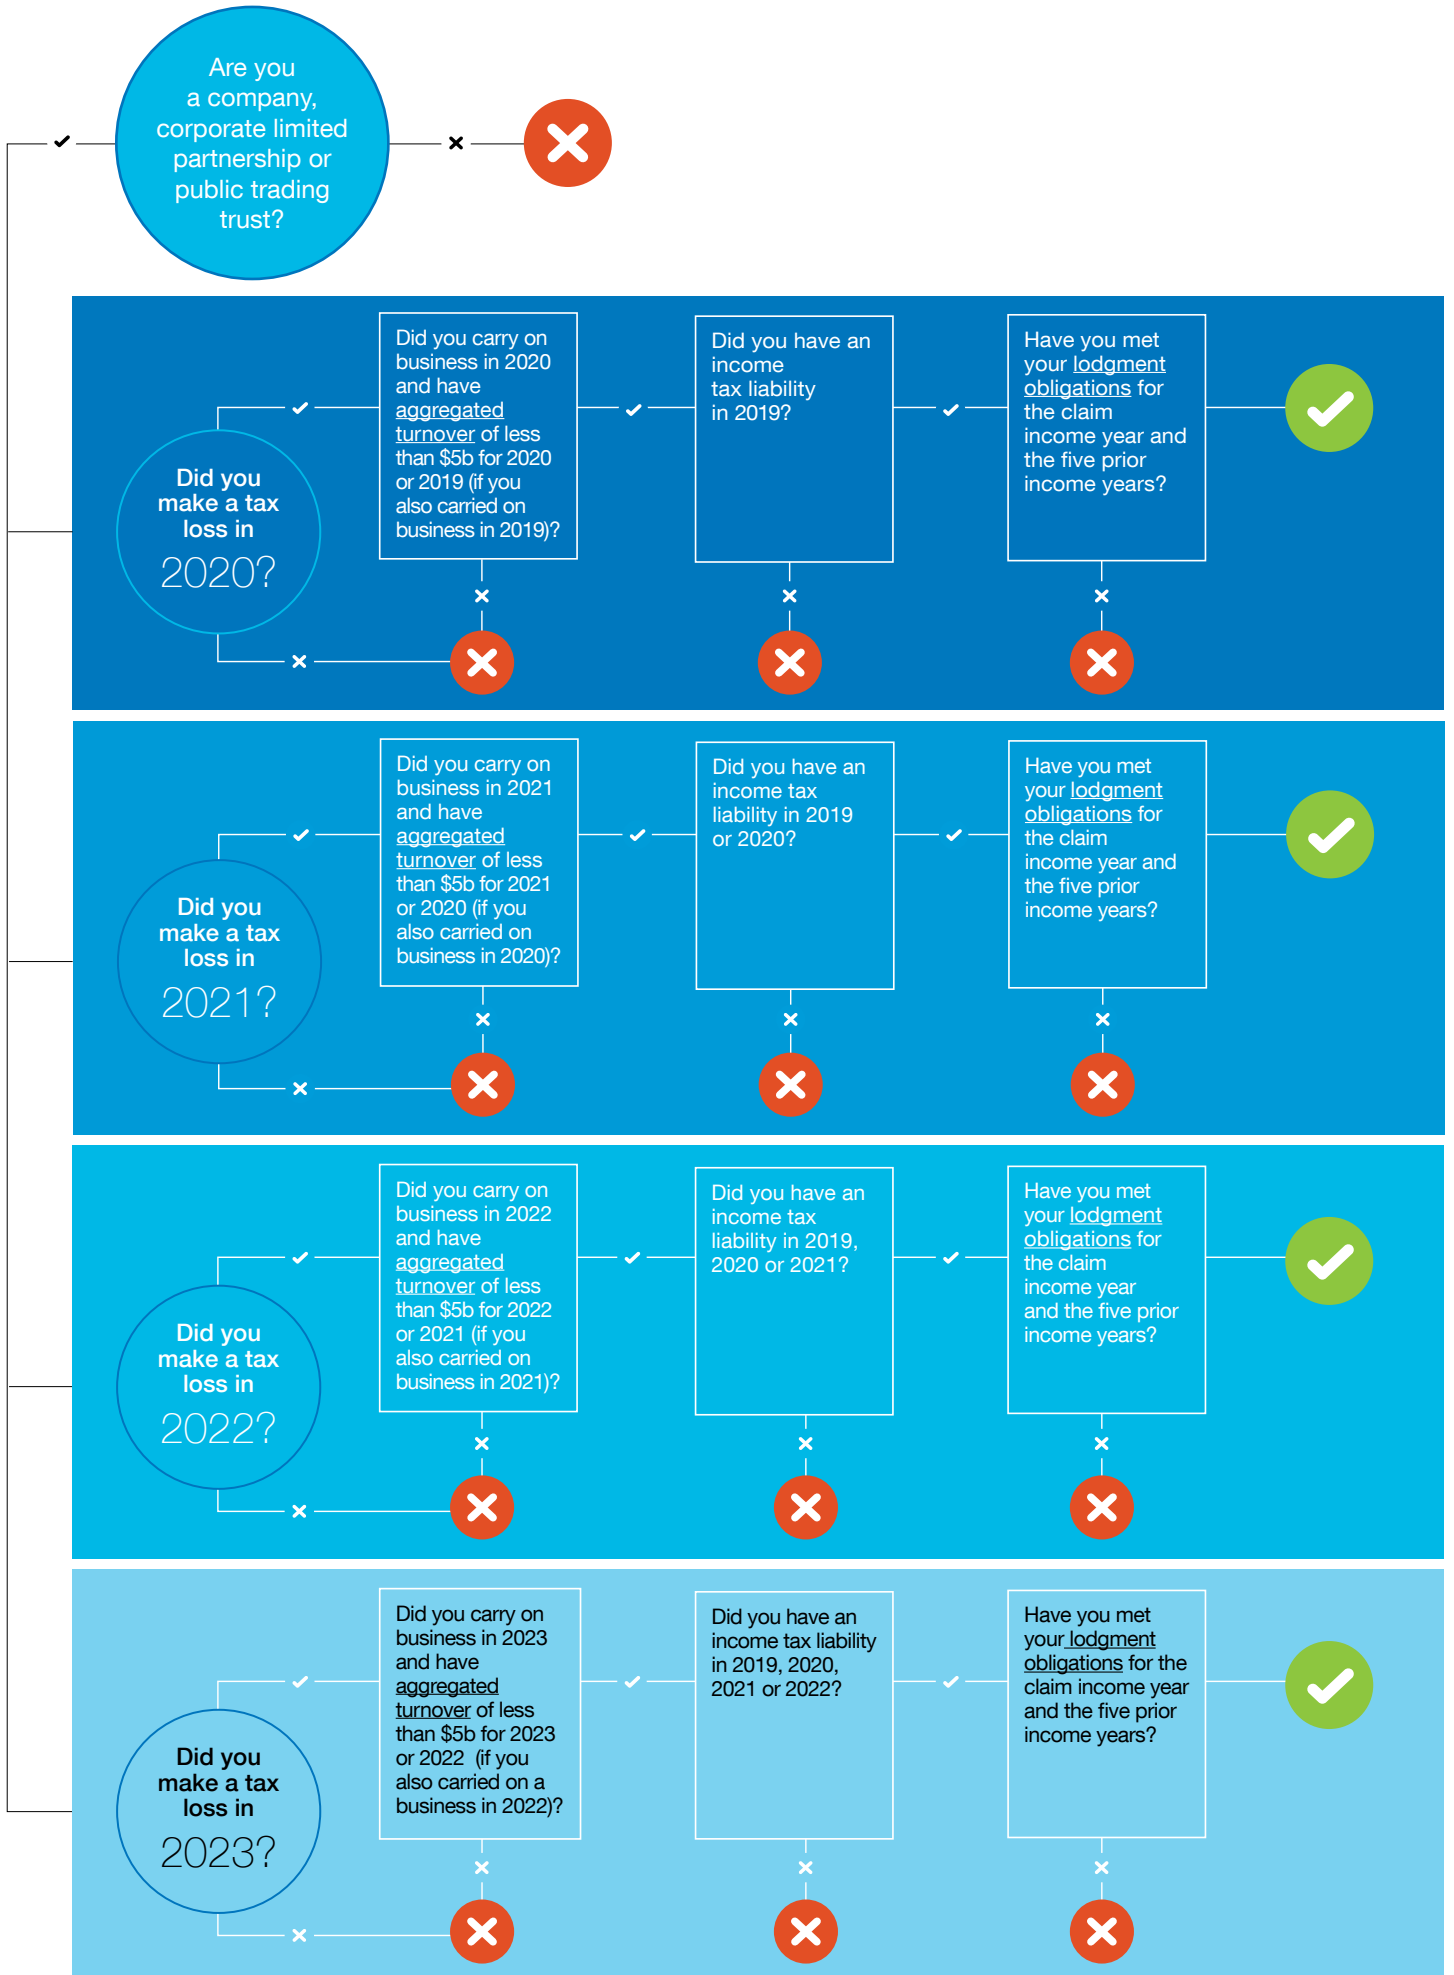 Are you
a company,
corporate limited
partnership or
public trading
trust?
Did you
make a tax
loss in
2020?
Did you carry on
business in 2020
and have
aggregated
turnover of less
than $5b for 2020
or 2019 (if you
also carried on
business in 2019)?
Did you have an
income
tax liability
in 2019?
Have you met
your lodgment
obligations for
the claim
income year and
the five prior
income years?
Did you
make a tax
loss in
2021?
Did you carry on
business in 2021
and have
aggregated
turnover of less
than $5b for 2021
or 2020 (if you
also carried on
business in 2020)?
Did you have an
income tax
liability in 2019
or 2020?
Have you met
your lodgment
obligations for
the claim
income year and
the five prior
income years?
Did you
make a tax
loss in
2022?
Did you carry on
business in 2022
and have
aggregated
turnover of less
than $5b for 2022
or 2021 (if you
also carried on
business in 2021)?
Did you have an
income tax
liability in 2019,
2020 or 2021?
Have you met
your lodgment
obligations for
the claim
income year
and the five prior
income years?
Did you
make a tax
loss in
2023?
Did you carry on
business in 2023
and have
aggregated
turnover of less
than $5b for 2023
or 2022 (if you
also carried on a
business in 2022)?
Did you have an
income tax liability
in 2019, 2020,
2021 or 2022?
Have you met
your lodgment
obligations for the
claim income year
and the five prior
income years?